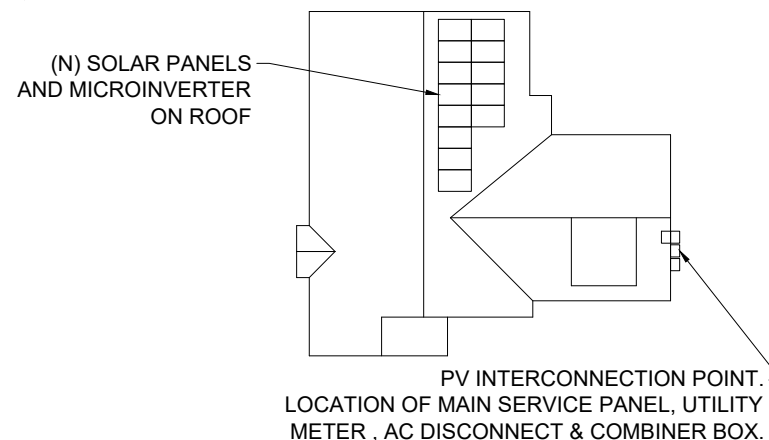 (N) SOLAR PANELS
AND MICROINVERTER
ON ROOF
PV INTERCONNECTION POINT.
LOCATION OF MAIN SERVICE PANEL, UTILITY
METER , AC DISCONNECT & COMBINER BOX.